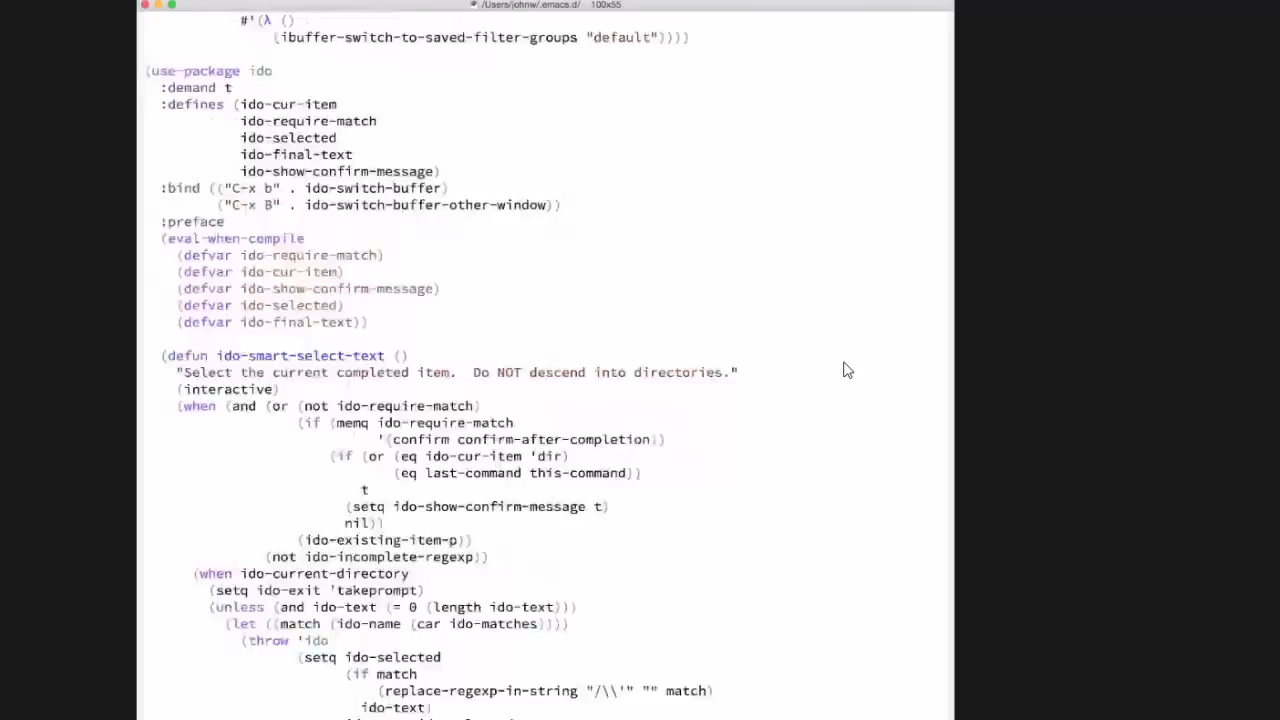 /Users/johnw/.emacs.d/ 100x55
#'(λ ()
(ibuffer-switch-to-saved-filter-groups "default"))))
(use-package ido
:demand t
:defines (ido-cur-item
ido-require-match
ido-selected
ido-final-text
ido-show-confirm-message)
:bind (("C-x b" . ido-switch-buffer)
("C-x B" . ido-switch-buffer-other-window))
:preface
(eval-when-compile
(defvar ido-require-match)
(defvar ido-cur-item)
(defvar ido-show-confirm-message)
(defvar ido-selected)
(defvar ido-final-text))
(defun ido-smart-select-text ()
"Select the current completed item.  Do NOT descend into directories."
(interactive)
(when (and (or (not ido-require-match)
(if (memq ido-require-match
'(confirm confirm-after-completion))
(if (or (eq ido-cur-item 'dir)
(eq last-command this-command))
t
(setq ido-show-confirm-message t)
nil))
(ido-existing-item-p))
(not ido-incomplete-regexp))
(when ido-current-directory
(setq ido-exit 'takeprompt)
(unless (and ido-text (= 0 (length ido-text)))
(let ((match (ido-name (car ido-matches))))
(throw 'ido
(setq ido-selected
(if match
(replace-regexp-in-string "/\\'" "" match)
ido-text)